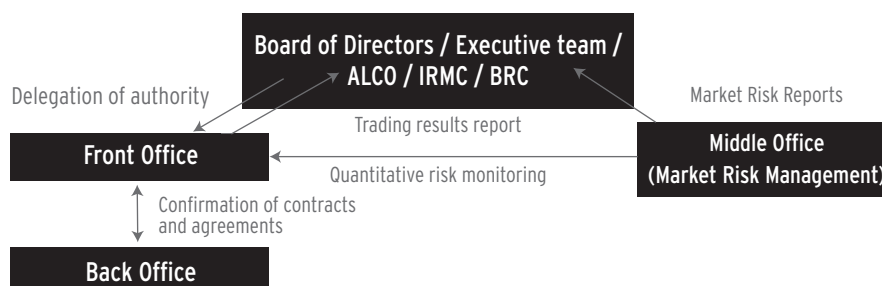 Board of Directors / Executive team /
ALCO / IRMC / BRC
Delegation of authority
Market Risk Reports
Trading results report
Front Office
Middle Office
(Market Risk Management)
Quantitative risk monitoring
Confirmation of contracts
and agreements
Back Office